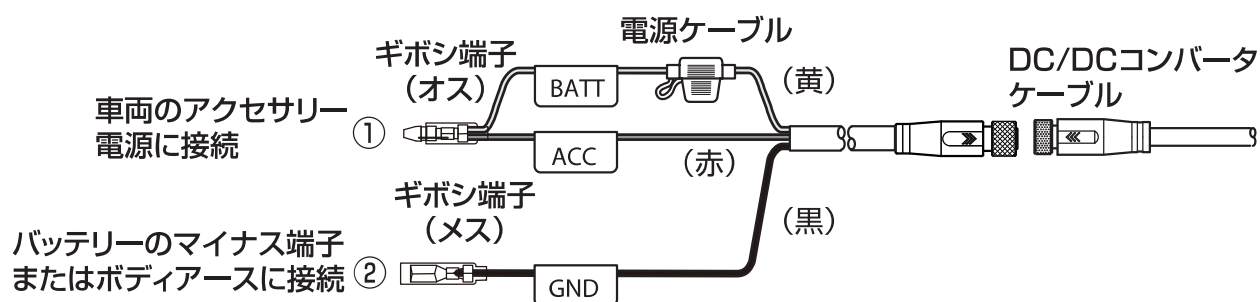 電源ケーブル
ギボシ端子
（オス）
BATT
（黄）
DC/DCコンバータ
ケーブル
車両のアクセサリー
電源に接続
①
ACC
（赤）
ギボシ端子
（メス）
（黒）
バッテリーのマイナス端子
またはボディアースに接続
②
GND